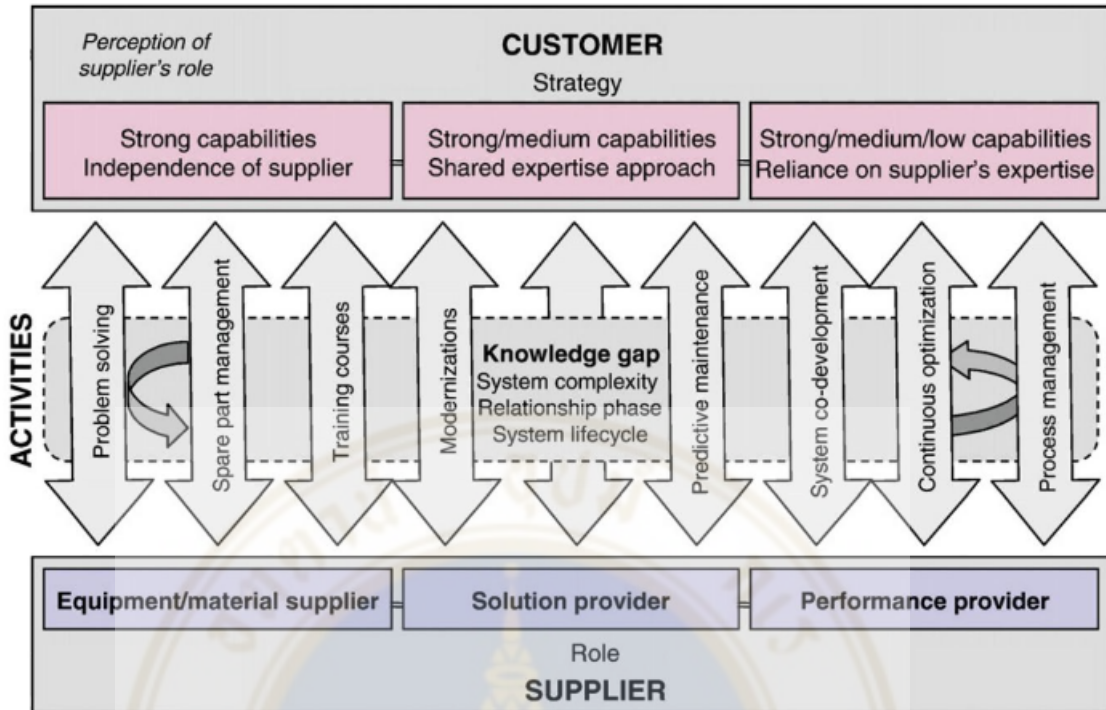 Perception of
supplier's role
CUSTOMER
Strategy
Strong capabilities
Independence of supplier
Strong/medium capabilities
Shared expertise approach
Strong/medium/low capabilities
Reliance on supplier's expertise
ACTIVITIES
Problem solving
Spare part management
Training courses
Modernizations
Knowledge gap
System complexity
Relationship phase
System lifecycle
Predictive maintenance
System co-development
Continuous optimization
Process management
Equipment/material supplier
Solution provider
Performance provider
Role
SUPPLIER